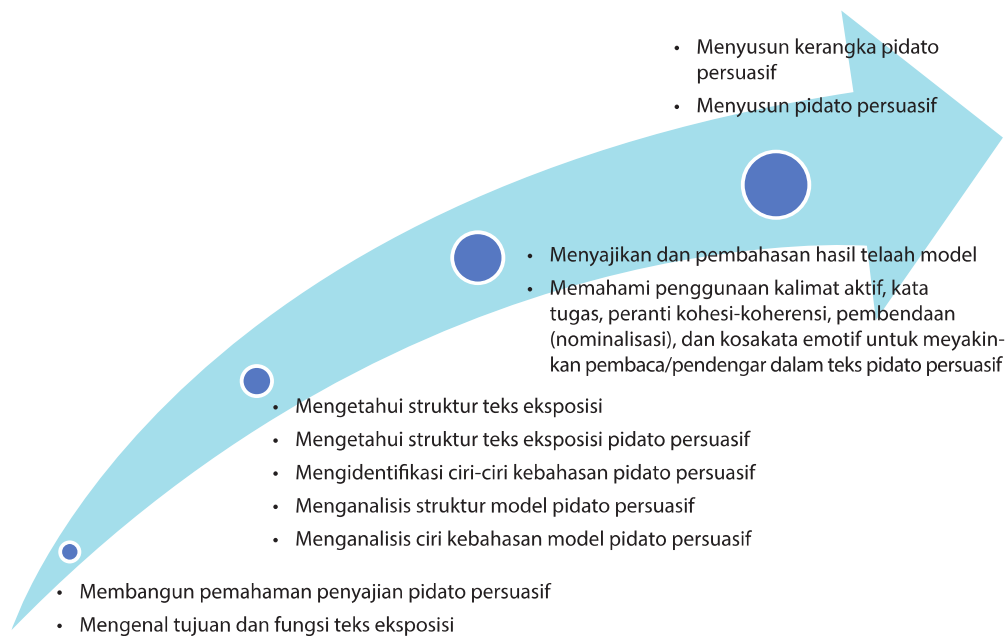 • Menyusun kerangka pidato
persuasif
• Menyusun pidato persuasif
• Menyajikan dan pembahasan hasil telaah model
• Memahami penggunaan kalimat aktif, kata
tugas, peranti kohesi-koherensi, pembendaan
(nominalisasi), dan kosakata emotif untuk meyakin-
kan pembaca/pendengar dalam teks pidato persuasif
• Mengetahui struktur teks eksposisi
• Mengetahui struktur teks eksposisi pidato persuasif
• Mengidentifikasi ciri-ciri kebahasan pidato persuasif
• Menganalisis struktur model pidato persuasif
• Menganalisis ciri kebahasan model pidato persuasif
• Membangun pemahaman penyajian pidato persuasif
• Mengenal tujuan dan fungsi teks eksposisi